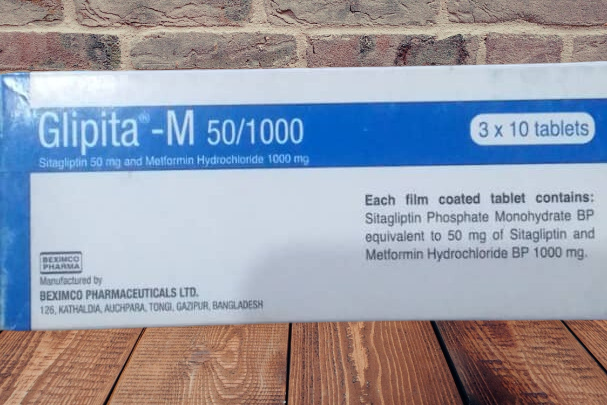 Glipita® -M 50/1000
Sitagliptin 50 mg and Metformin Hydrochloride 1000 mg
3 x 10 tablets
Each film coated tablet contains:
Sitagliptin Phosphate Monohydrate BP
equivalent to 50 mg of Sitagliptin and
Metformin Hydrochloride BP 1000 mg.
BEXIMCO
PHARMA
Manufactured by
BEXIMCO PHARMACEUTICALS LTD.
126, KATHALDIA, AUCHPARA, TONGI, GAZIPUR, BANGLADESH